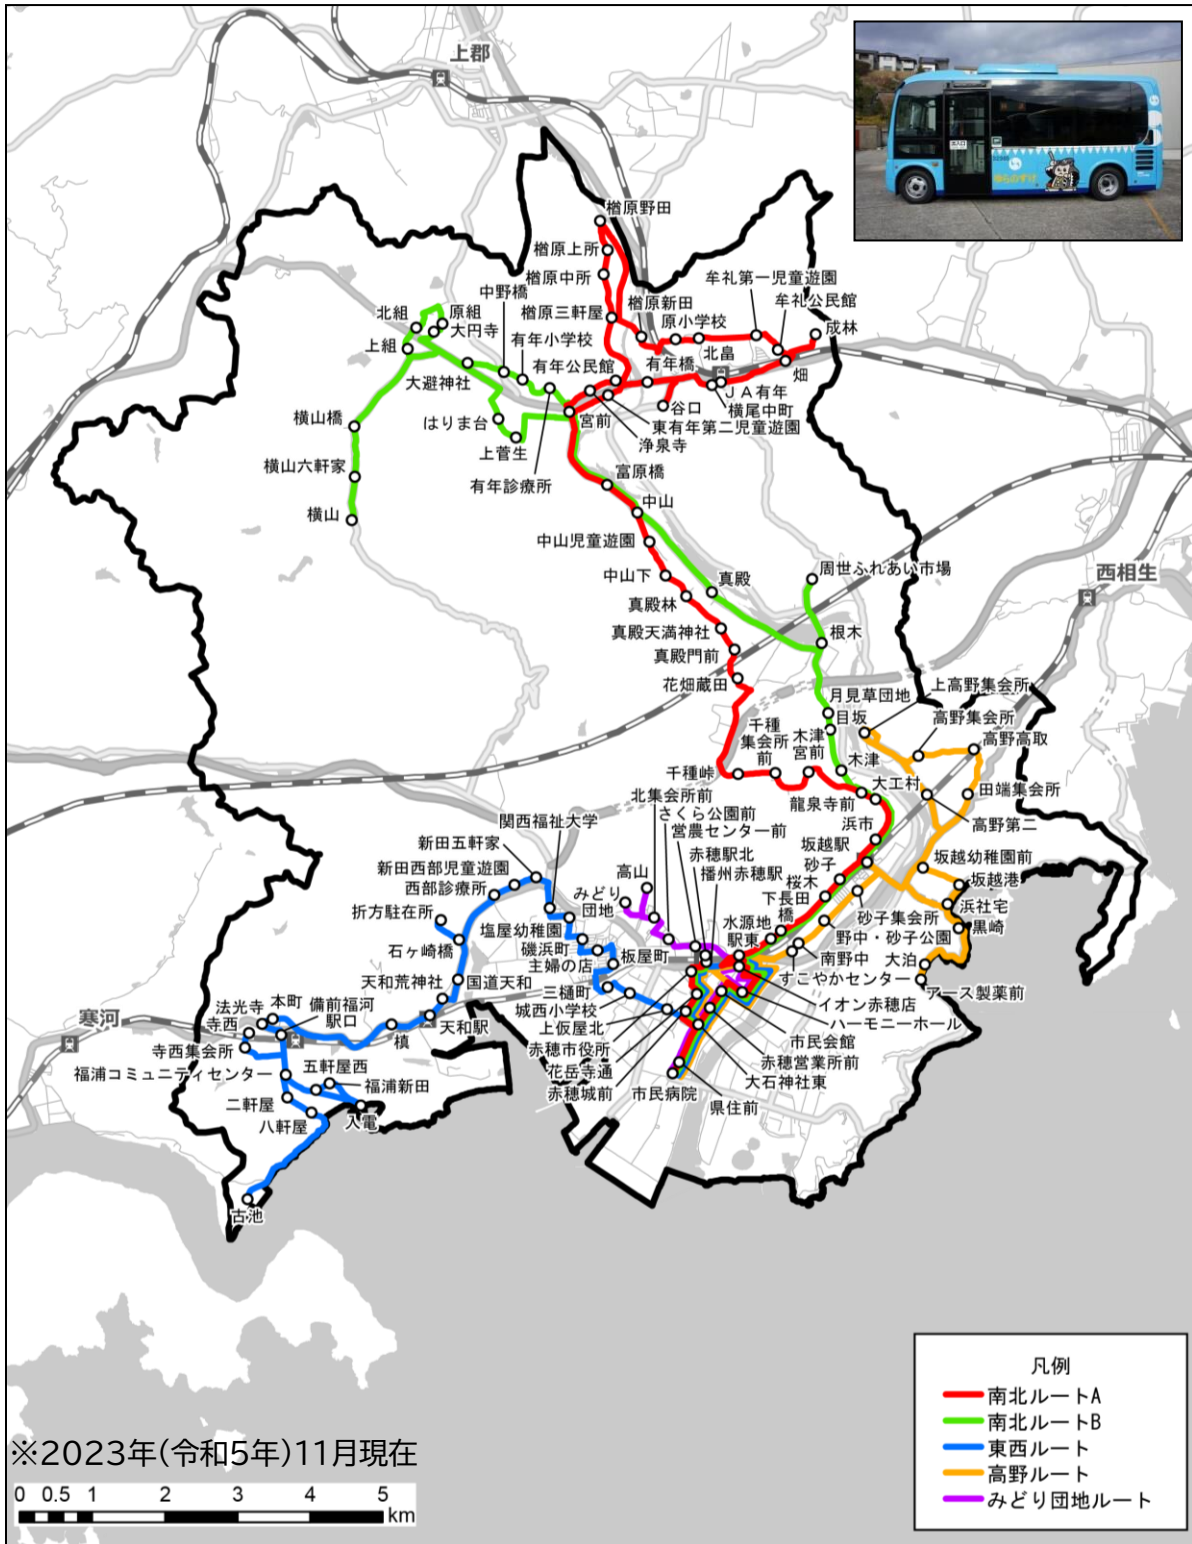 上郡
楢原野田
楢原上所
楢原中所
楢原三軒屋
楢原新田
牟礼第一児童遊園
牟礼公民館
原小学校
成林
北畠
畑
中野橋
有年小学校
有年公民館
有年橋
JA有年
横尾中町
谷口
東有年第二児童遊園
浄泉寺
北組
原組
大円寺
上組
大避神社
はりま台
上菅生
宮前
有年診療所
横山橋
横山六軒家
横山
富原橋
中山
中山児童遊園
中山下
真殿
真殿林
真殿天満神社
真殿門前
花畑蔵田
周世ふれあい市場
根木
西相生
月見草団地
目坂
上高野集会所
高野集会所
高野高取
千種
集会所
前
木津
宮前
木津
千種峠
大工村
龍泉寺前
田端集会所
高野第二
浜市
坂越駅
砂子
桜木
下長田
橋
水源地
駅東
坂越幼稚園前
坂越港
浜社宅
黒崎
砂子集会所
野中・砂子公園
南野中
大泊
すこやかセンター
アース製薬前
北集会所前
さくら公園前
営農センター前
赤穂駅北
播州赤穂駅
関西福祉大学
新田五軒家
新田西部児童遊園
西部診療所
高山
みどり
団地
折方駐在所
塩屋幼稚園
石ヶ崎橋
磯浜町
主婦の店
板屋町
天和荒神社
国道天和
三樋町
城西小学校
上仮屋北
赤穂市役所
花岳寺通
赤穂城前
イオン赤穂店
ハーモニーホール
市民会館
赤穂営業所前
大石神社東
市民病院
県住前
寒河
法光寺
本町
備前福河
駅口
寺西
寺西集会所
槙
天和駅
福浦コミュニティセンター
五軒屋西
福浦新田
二軒屋
八軒屋
入電
古池
凡例
南北ルートA
南北ルートB
東西ルート
高野ルート
みどり団地ルート
※2023年(令和5年)11月現在
0 0.5 1 2 3 4 5
km